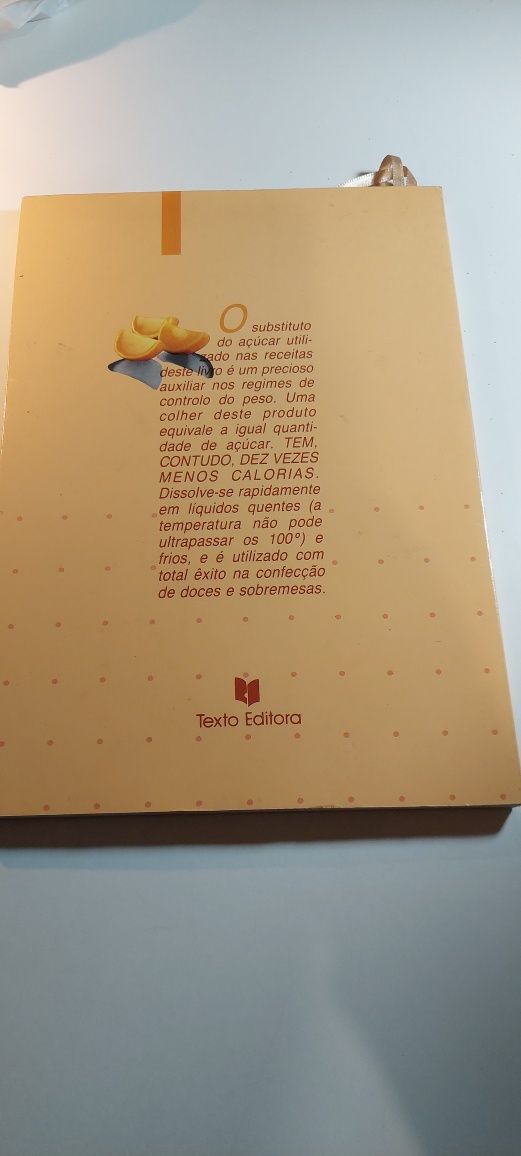 O substituto
do açúcar utili-
zado nas receitas
deste livro é um precioso
auxiliar nos regimes de
controlo do peso. Uma
colher deste produto
equivale a igual quanti-
dade de açúcar. TEM,
CONTUDO, DEZ VEZES
MENOS CALORIAS.
Dissolve-se rapidamente
em líquidos quentes (a
temperatura não pode
ultrapassar os 100º) e
frios, e é utilizado com
total êxito na confecção
de doces e sobremesas.
Texto Editora